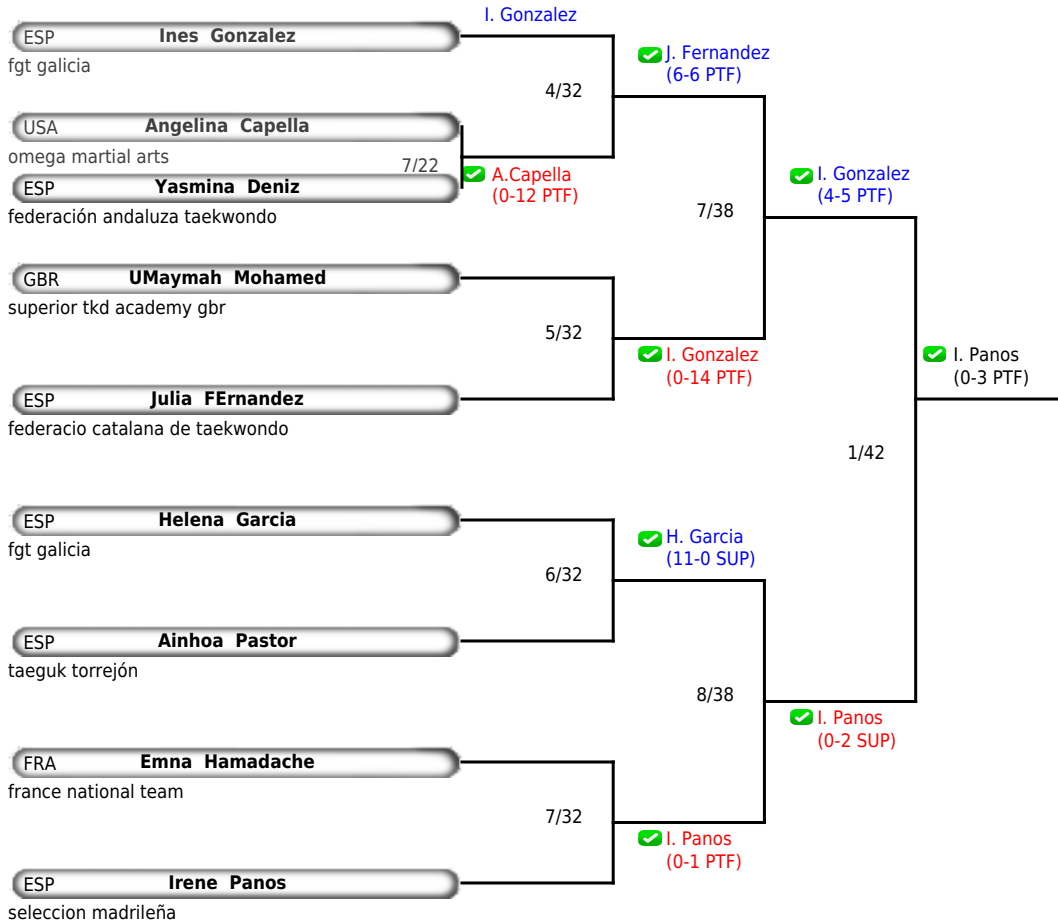 I. Gonzalez
ESP Ines Gonzalez
fgt galicia
J. Fernandez
(6-6 PTF)
4/32
USA Angelina Capella
omega martial arts
7/22
A.Capella
(0-12 PTF)
I. Gonzalez
(4-5 PTF)
ESP Yasmina Deniz
federación andaluza taekwondo
7/38
GBR UMaymah Mohamed
superior tkd academy gbr
5/32
I. Gonzalez
(0-14 PTF)
I. Panos
(0-3 PTF)
ESP Julia FErnandez
federacio catalana de taekwondo
1/42
ESP Helena Garcia
fgt galicia
H. Garcia
(11-0 SUP)
6/32
ESP Ainhoa Pastor
taeguk torrejón
8/38
I. Panos
(0-2 SUP)
FRA Emna Hamadache
france national team
7/32
I. Panos
(0-1 PTF)
ESP Irene Panos
seleccion madrileña